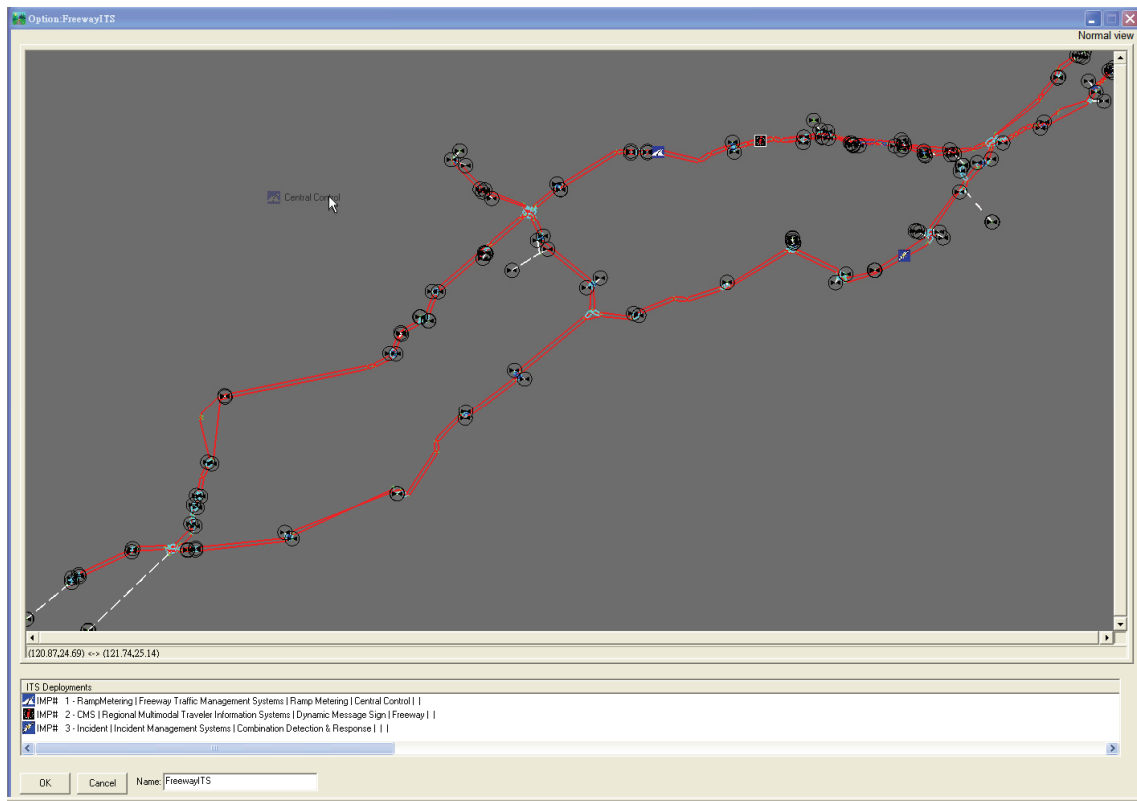 Option:FreewayITS
Normal view
Central Control
(120.87,24.69) <-> (121.74,25.14)
ITS Deployments
IMP# 1 - RampMetering | Freeway Traffic Management Systems | Ramp Metering | Central Control | |
IMP# 2 - CMS | Regional Multimodal Traveler Information Systems | Dynamic Message Sign | Freeway | |
IMP# 3 - Incident | Incident Management Systems | Combination Detection & Response | | |
OK Cancel Name: FreewayITS